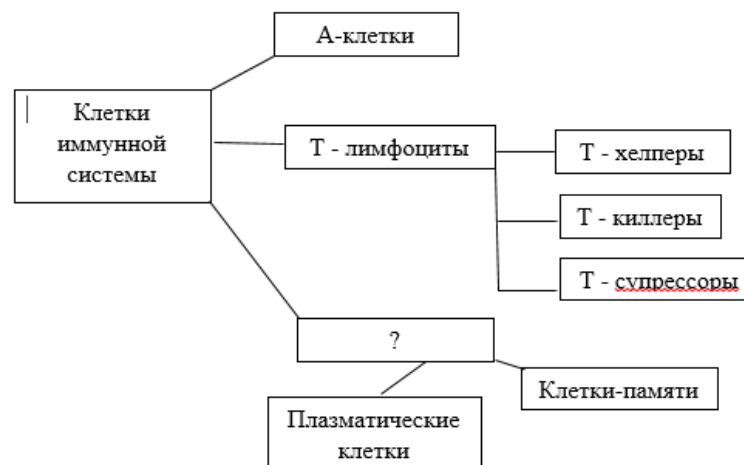 А-клетки
Клетки
иммунной
системы
Т - лимфоциты
Т - хелперы
Т - киллеры
Т - супрессоры
?
Клетки-памяти
Плазматические
клетки